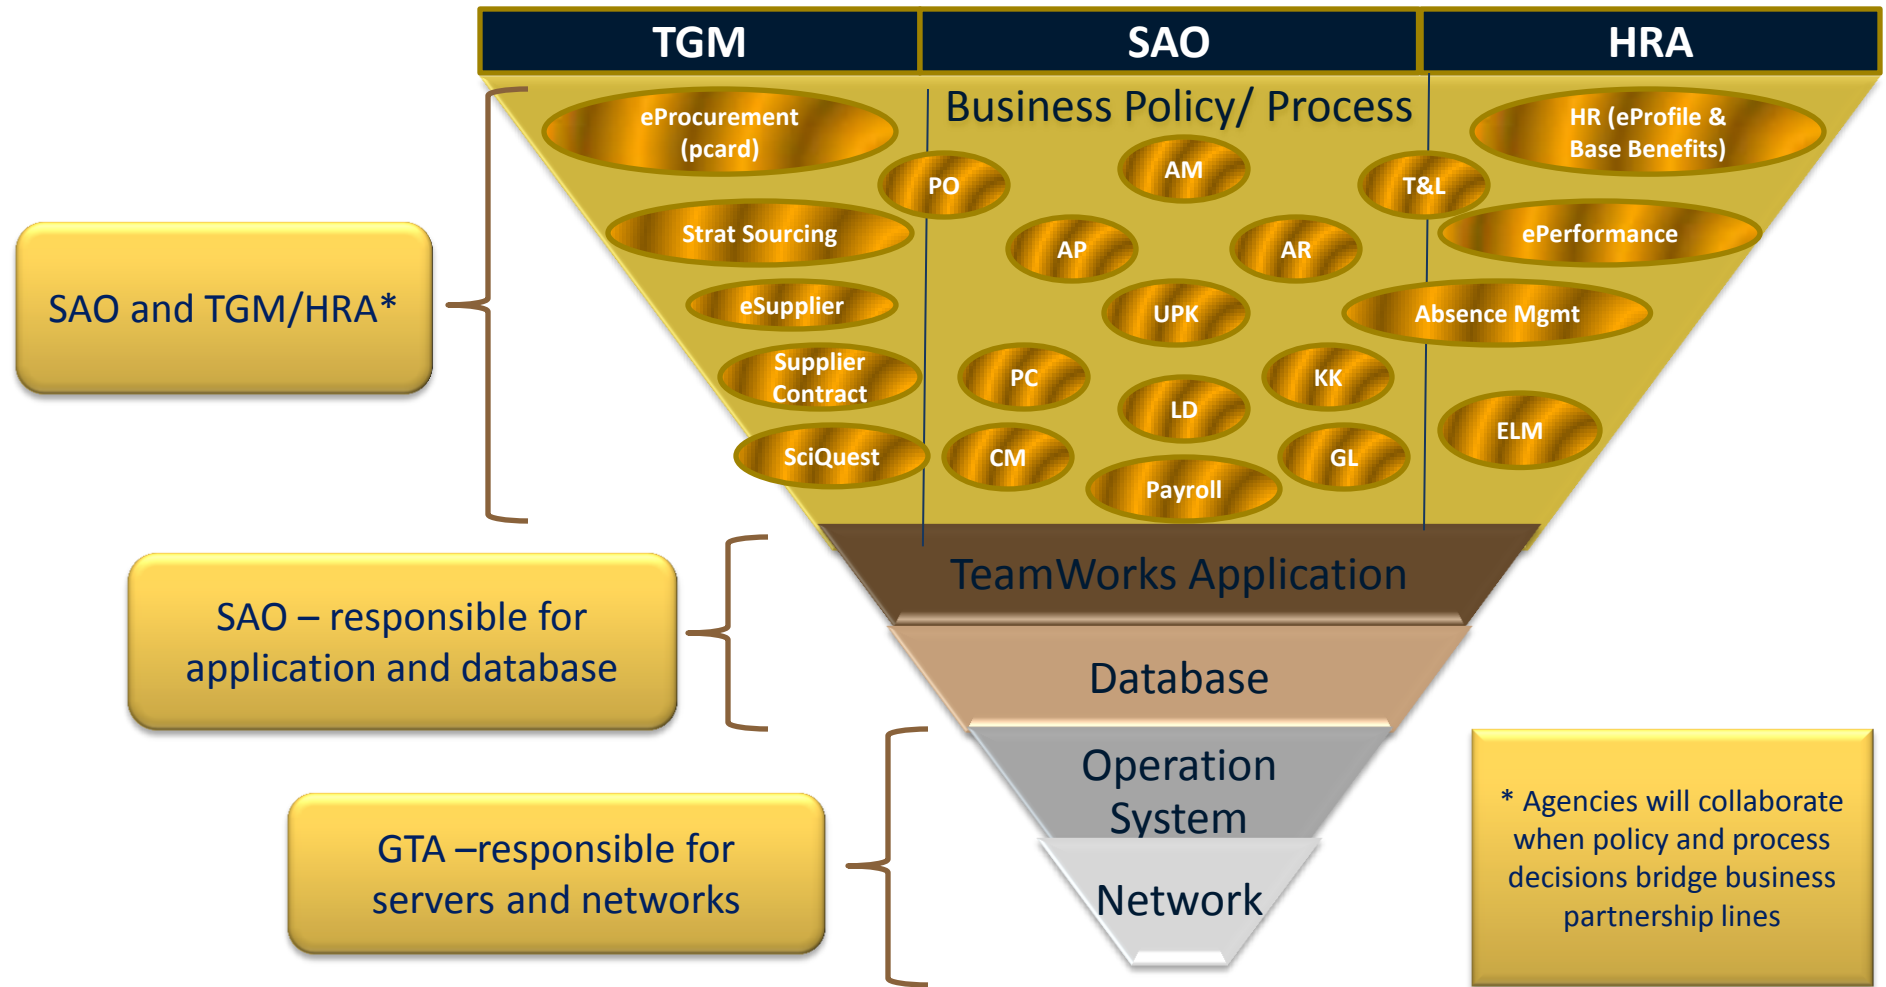 TGM
SAO
HRA
Business Policy/ Process
eProcurement
(pcard)
HR (eProfile &
Base Benefits)
PO
AM
T&L
Strat Sourcing
AP
AR
ePerformance
eSupplier
UPK
Absence Mgmt
Supplier
Contract
PC
LD
KK
SciQuest
CM
Payroll
GL
ELM
SAO and TGM/HRA*
TeamWorks Application
SAO – responsible for
application and database
Database
Operation
System
GTA –responsible for
servers and networks
Network
* Agencies will collaborate
when policy and process
decisions bridge business
partnership lines